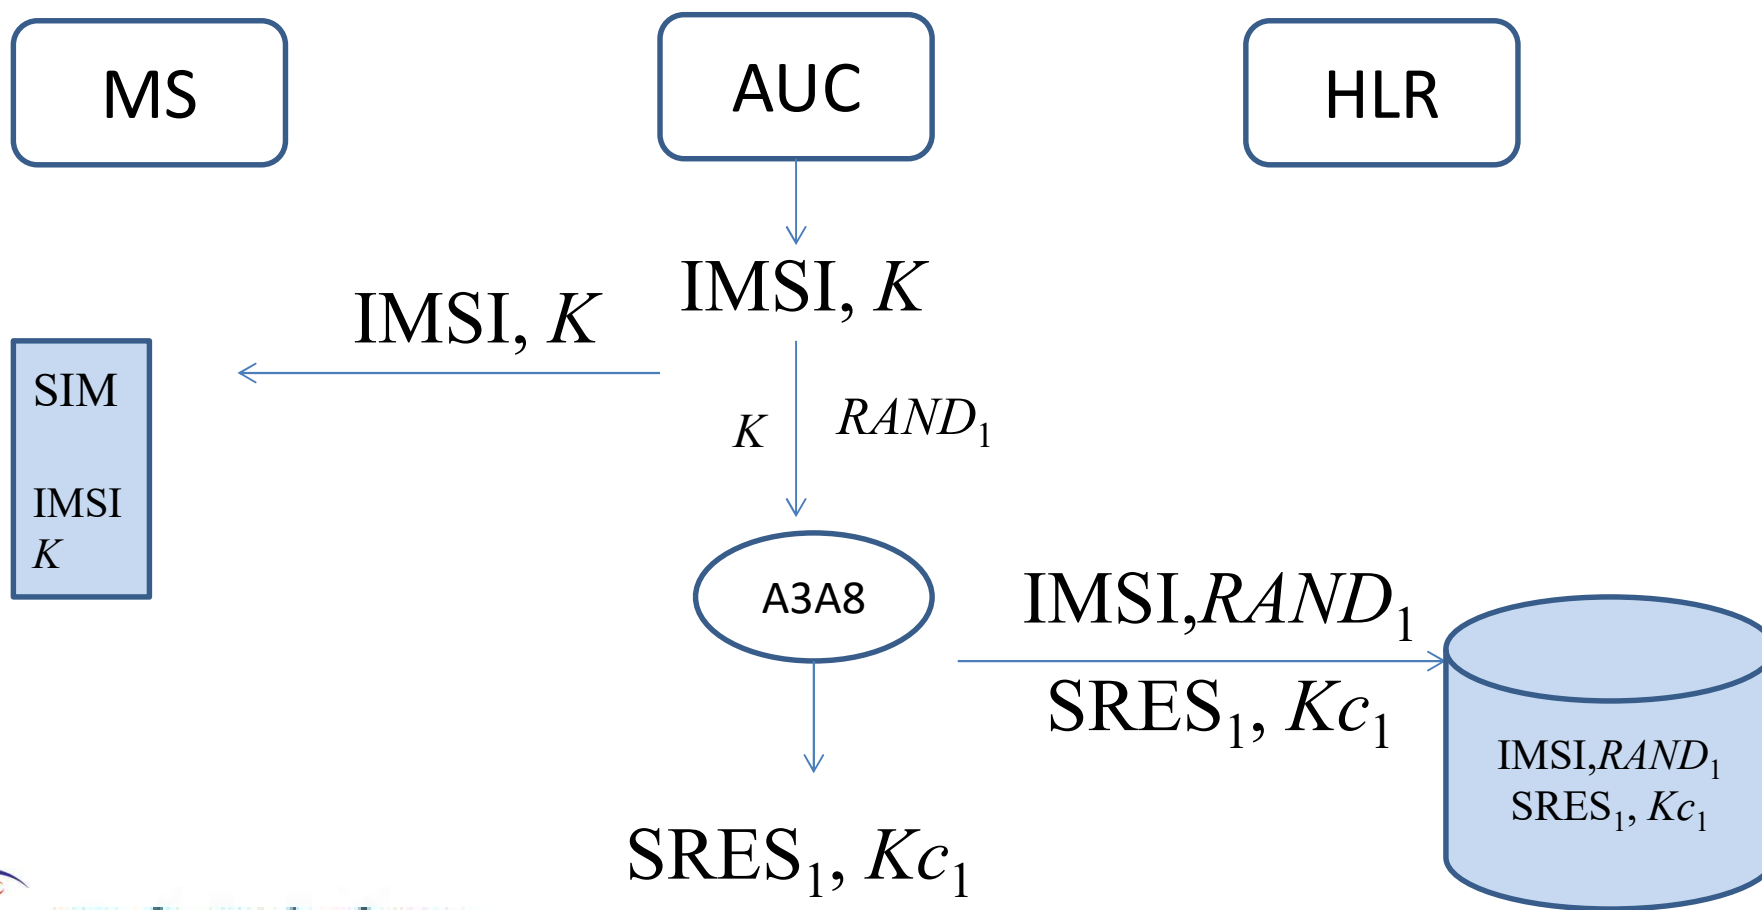 MS
AUC
HLR
IMSI, K
IMSI, K
SIM
IMSI
K
K
RAND₁
A3A8
IMSI,RAND₁
SRES₁, Kc₁
IMSI,RAND₁
SRES₁, Kc₁
SRES₁, Kc₁